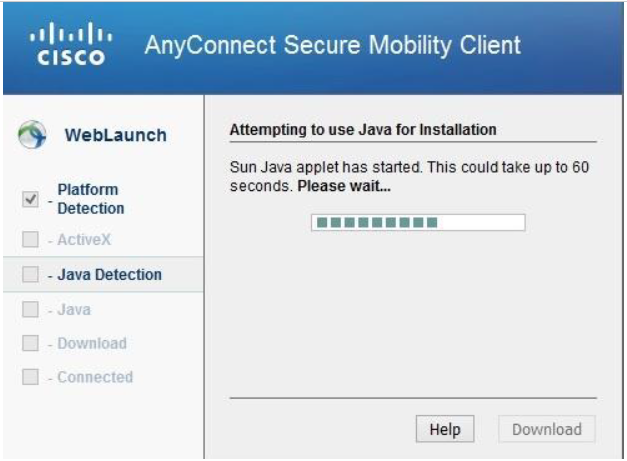 CISCO AnyConnect Secure Mobility Client
WebLaunch
- Platform
Detection
- ActiveX
- Java Detection
- Java
- Download
- Connected
Attempting to use Java for Installation
Sun Java applet has started. This could take up to 60
seconds. Please wait...
Help Download